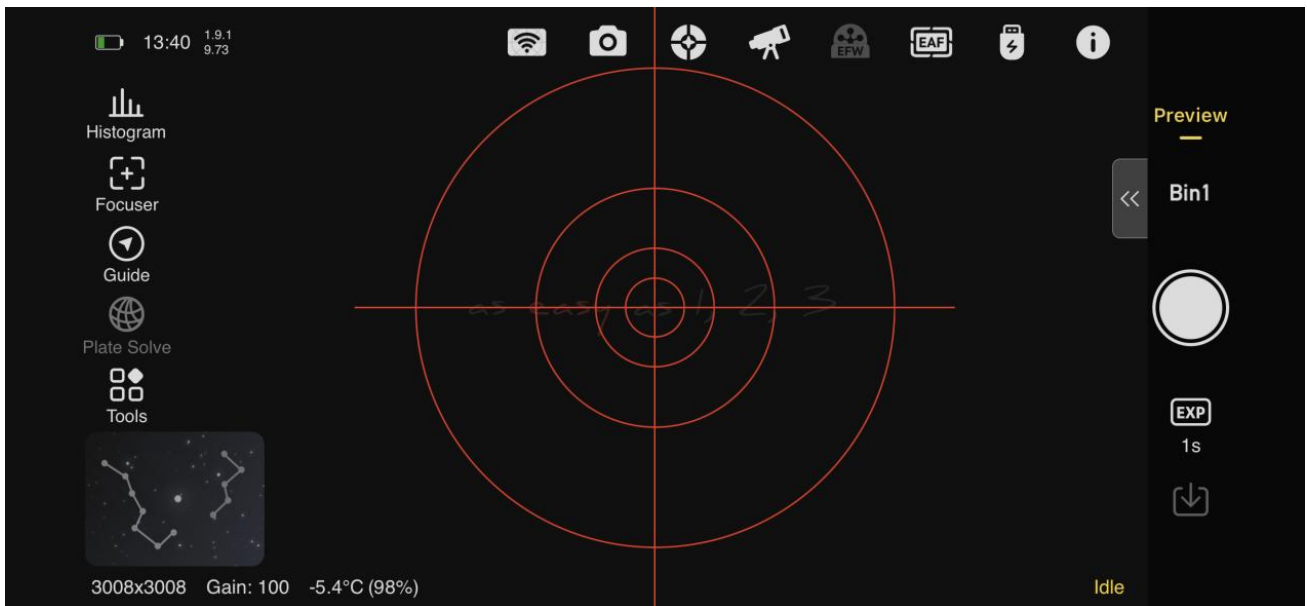 13:40
1.9.1
9.73
EFW
EAF
Histogram
Focuser
Guide
Plate Solve
Tools
as easy as 1, 2, 3
Preview
Bin1
EXP
1s
3008x3008 Gain: 100 -5.4°C (98%)
Idle